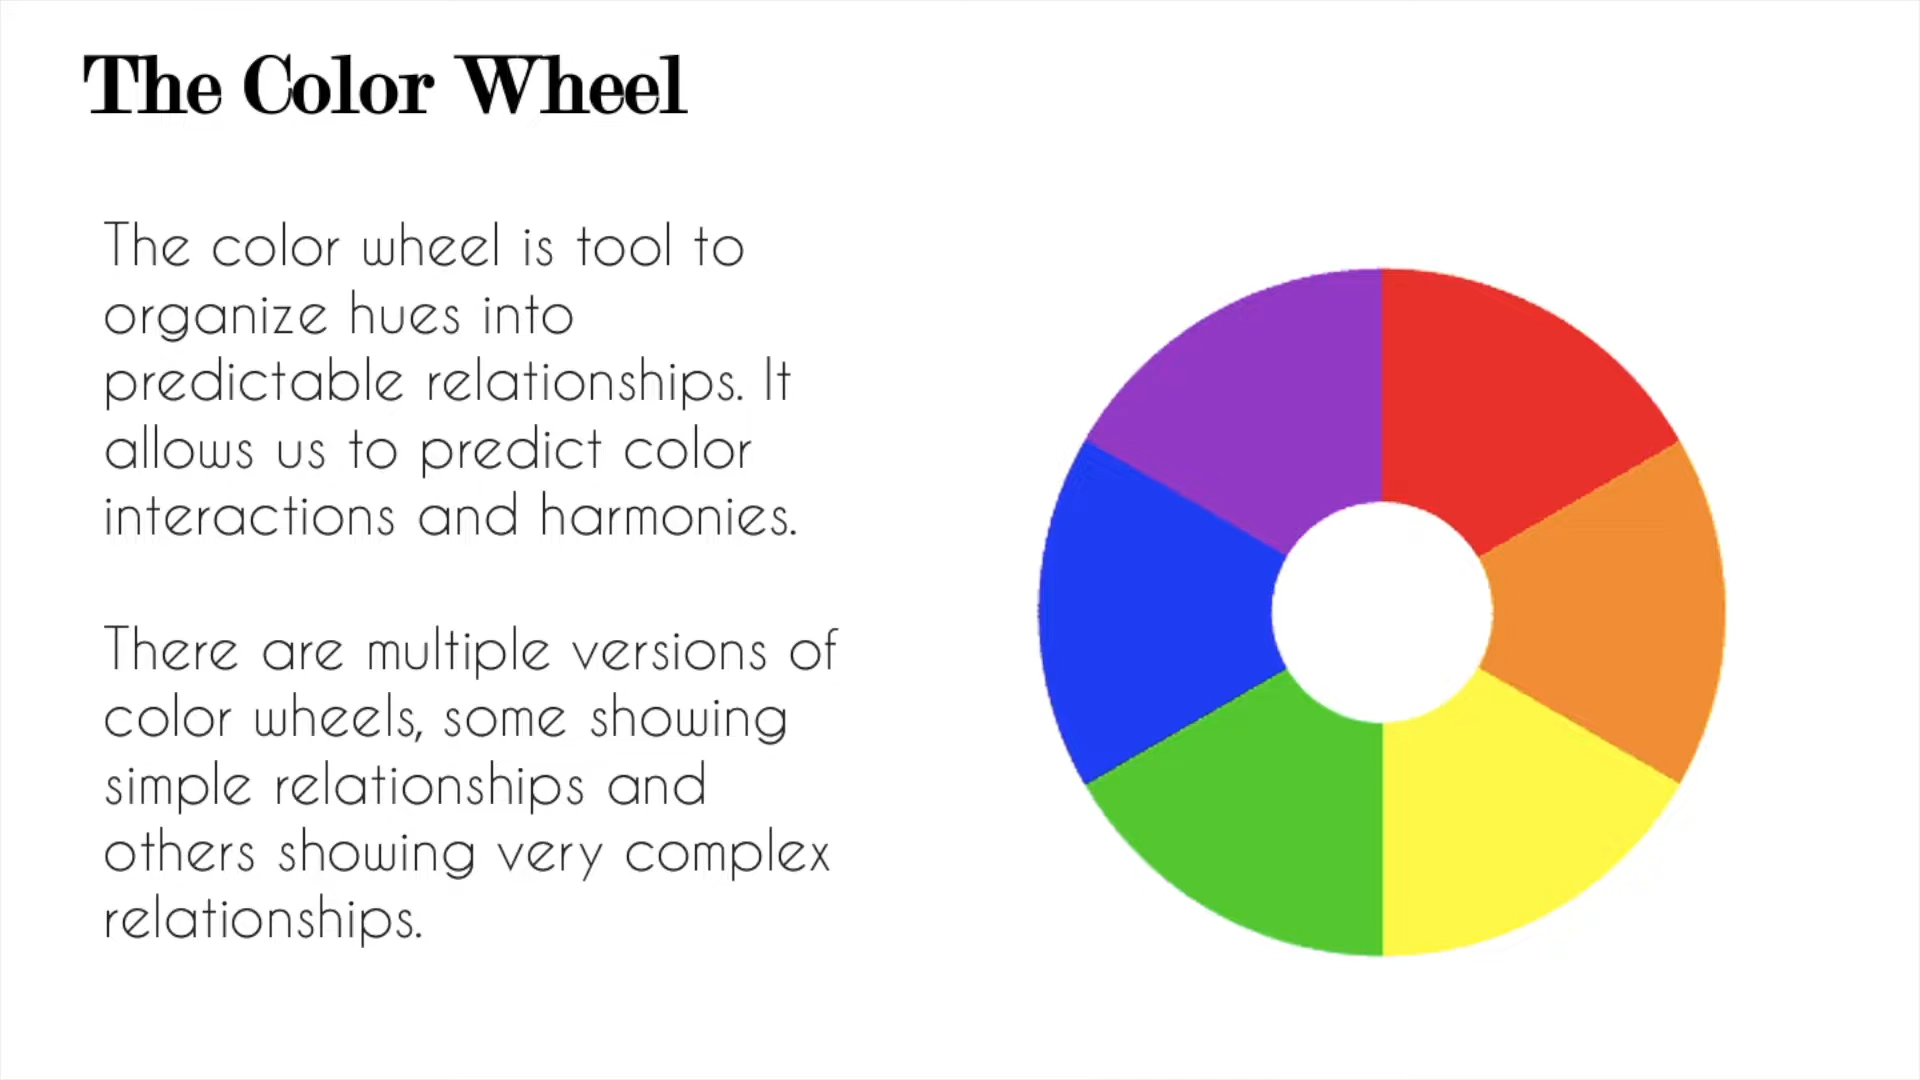 The Color Wheel
The color wheel is tool to
organize hues into
predictable relationships. It
allows us to predict color
interactions and harmonies.
There are multiple versions of
color wheels, some showing
simple relationships and
others showing very complex
relationships.